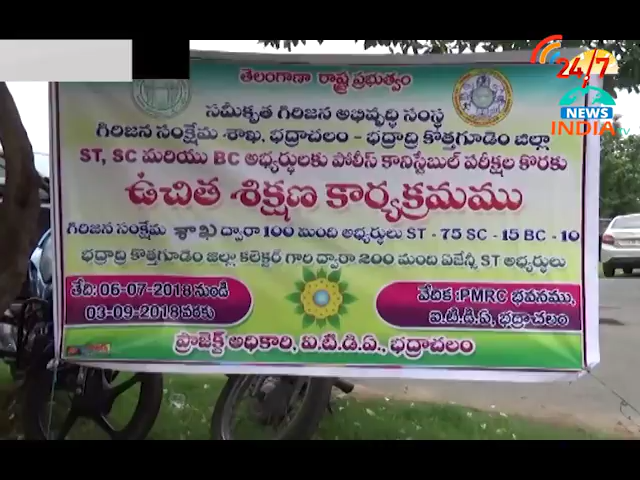 తెలంగాణా రాష్ట్ర ప్రభుత్వం
సమీకృత గిరిజన అభివృద్ధి సంస్థ
గిరిజన సంక్షేమ శాఖ, భద్రాచలం - భద్రాద్రి కొత్తగూడెం జిల్లా
ST, SC మరియు BC అభ్యర్థులకు పోలీస్ కానిస్టేబుల్ పరీక్షల కొరకు
ఉచిత శిక్షణ కార్యక్రమము
గిరిజన సంక్షేమ శాఖ ద్వారా 100 మంది అభ్యర్థులు ST - 75 SC - 15 BC - 10
భద్రాద్రి కొత్తగూడెం జిల్లా కలెక్టర్ గారి ద్వారా 200 మంది ఏజెన్సీ ST అభ్యర్థులు
తేది: 06-07-2018 నుండి
03-09-2018 వరకు
వేదిక :PMRC భవనము,
ఐ.టి.డి.ఏ, భద్రాచలం
ప్రాజెక్ట్ అధికారి, ఐ.టి.డి.ఏ., భద్రాచలం
24/7
NEWS
INDIA tv